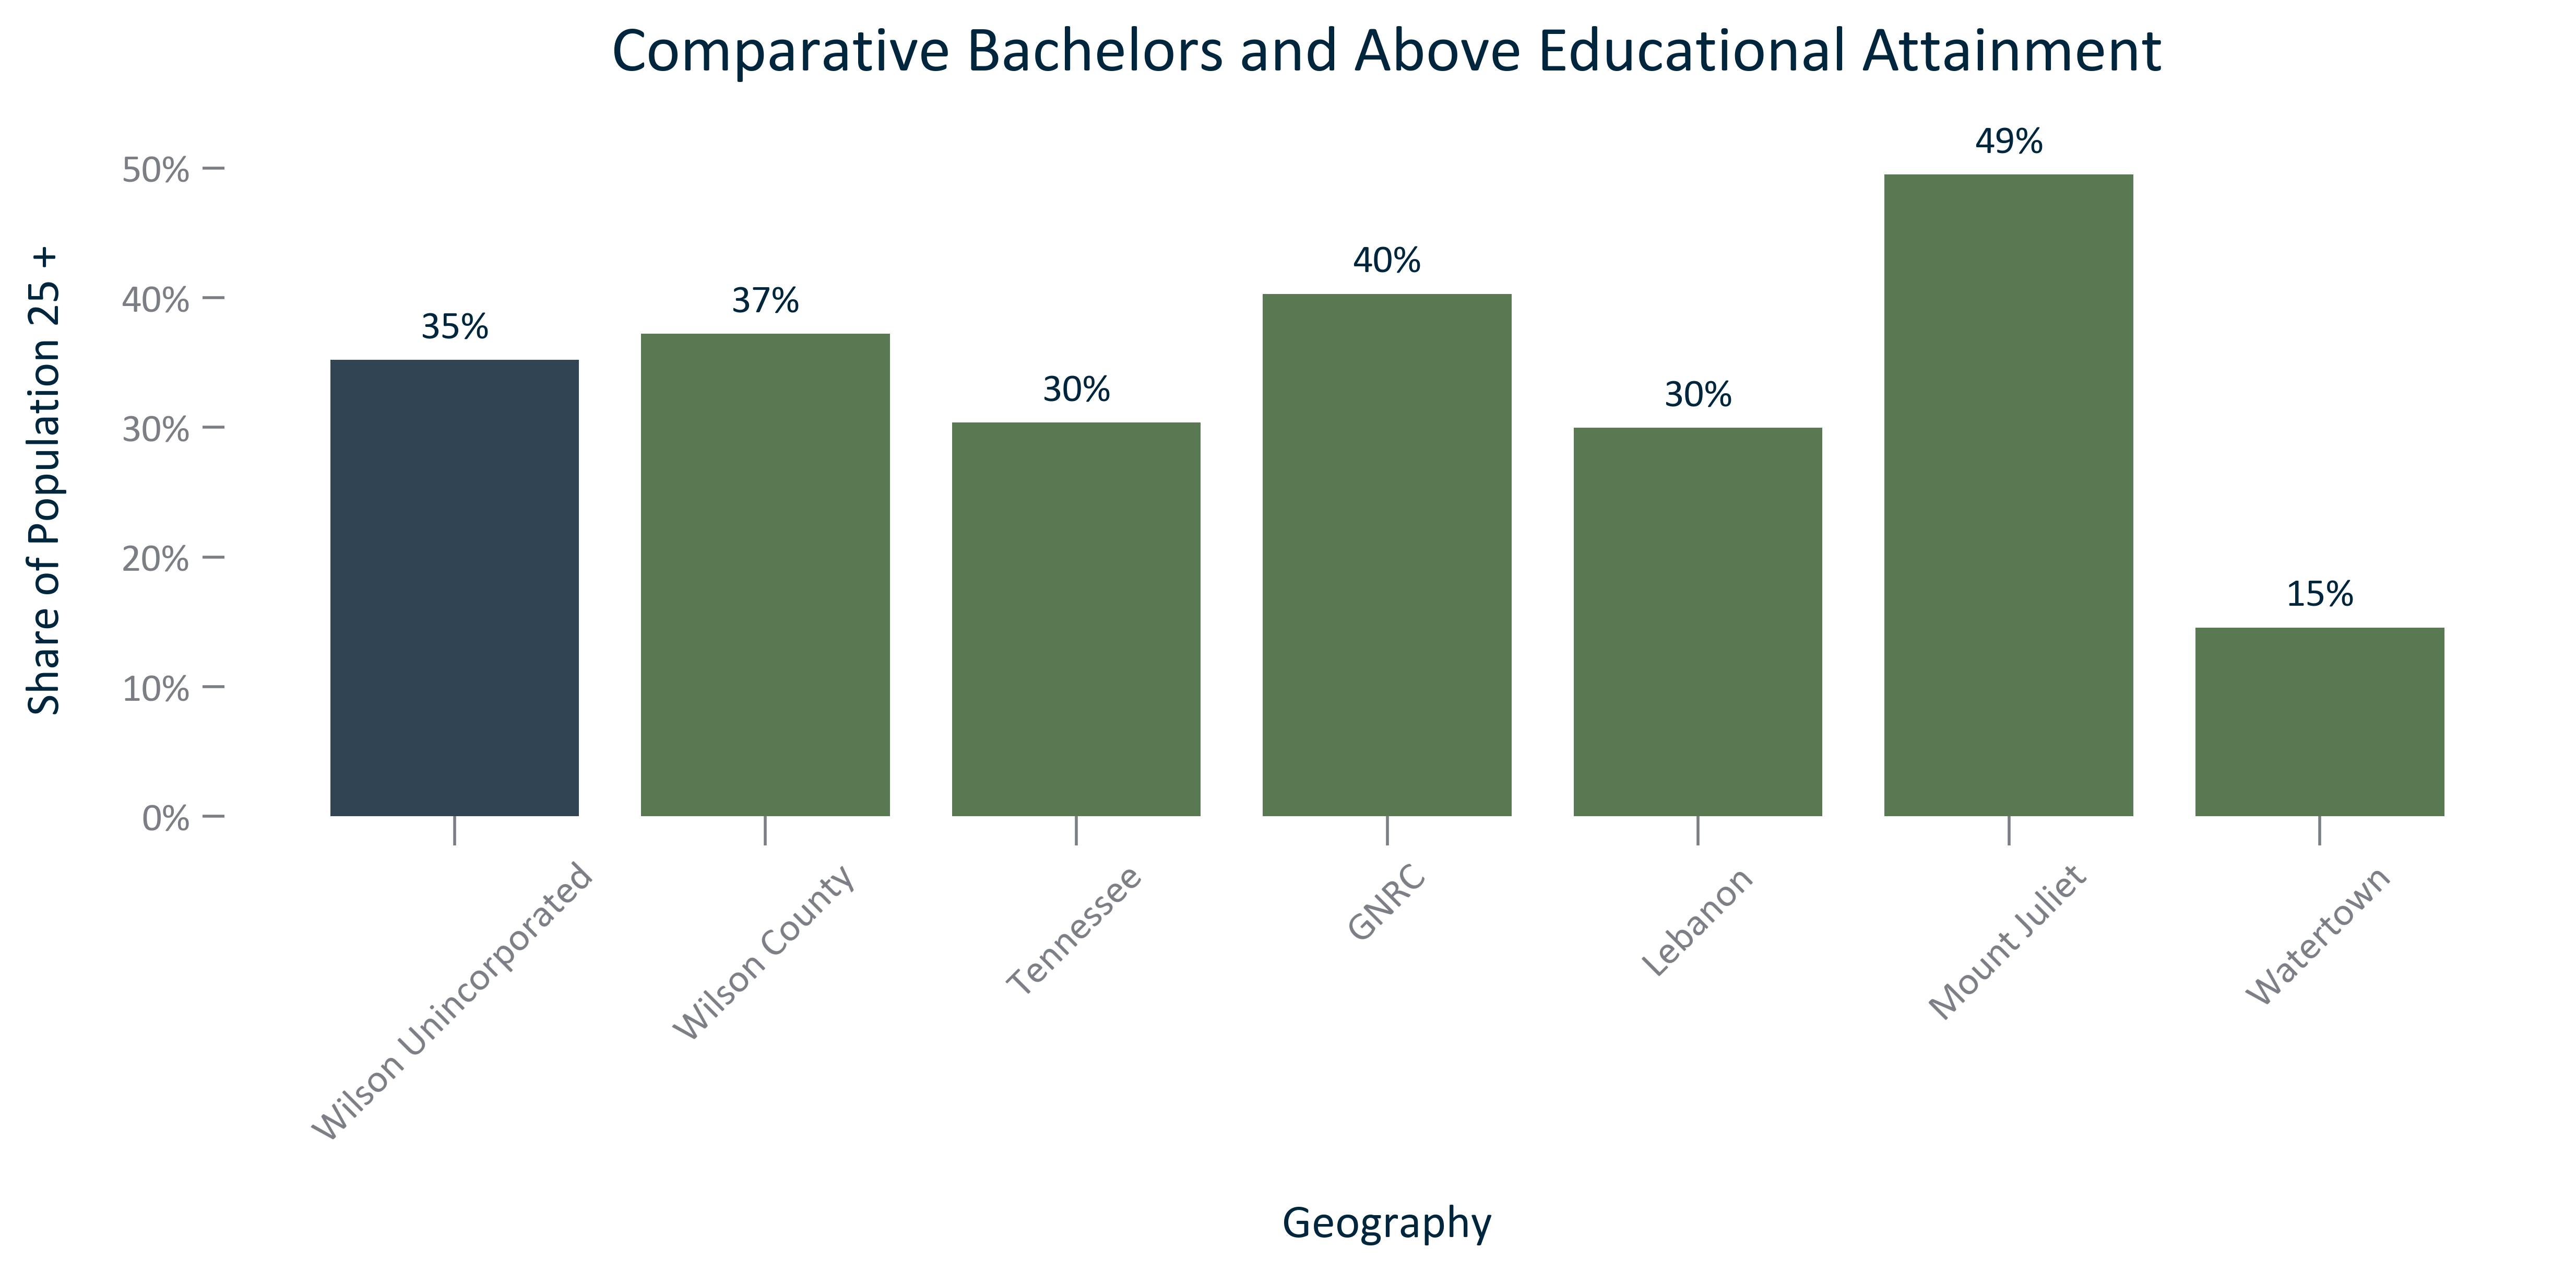 Comparative Bachelors and Above Educational Attainment
Share of Population 25 +
50%
40%
30%
20%
10%
0%
35%
37%
30%
40%
30%
49%
15%
Wilson Unincorporated
Wilson County
Tennessee
GNRC
Lebanon
Mount Juliet
Watertown
Geography